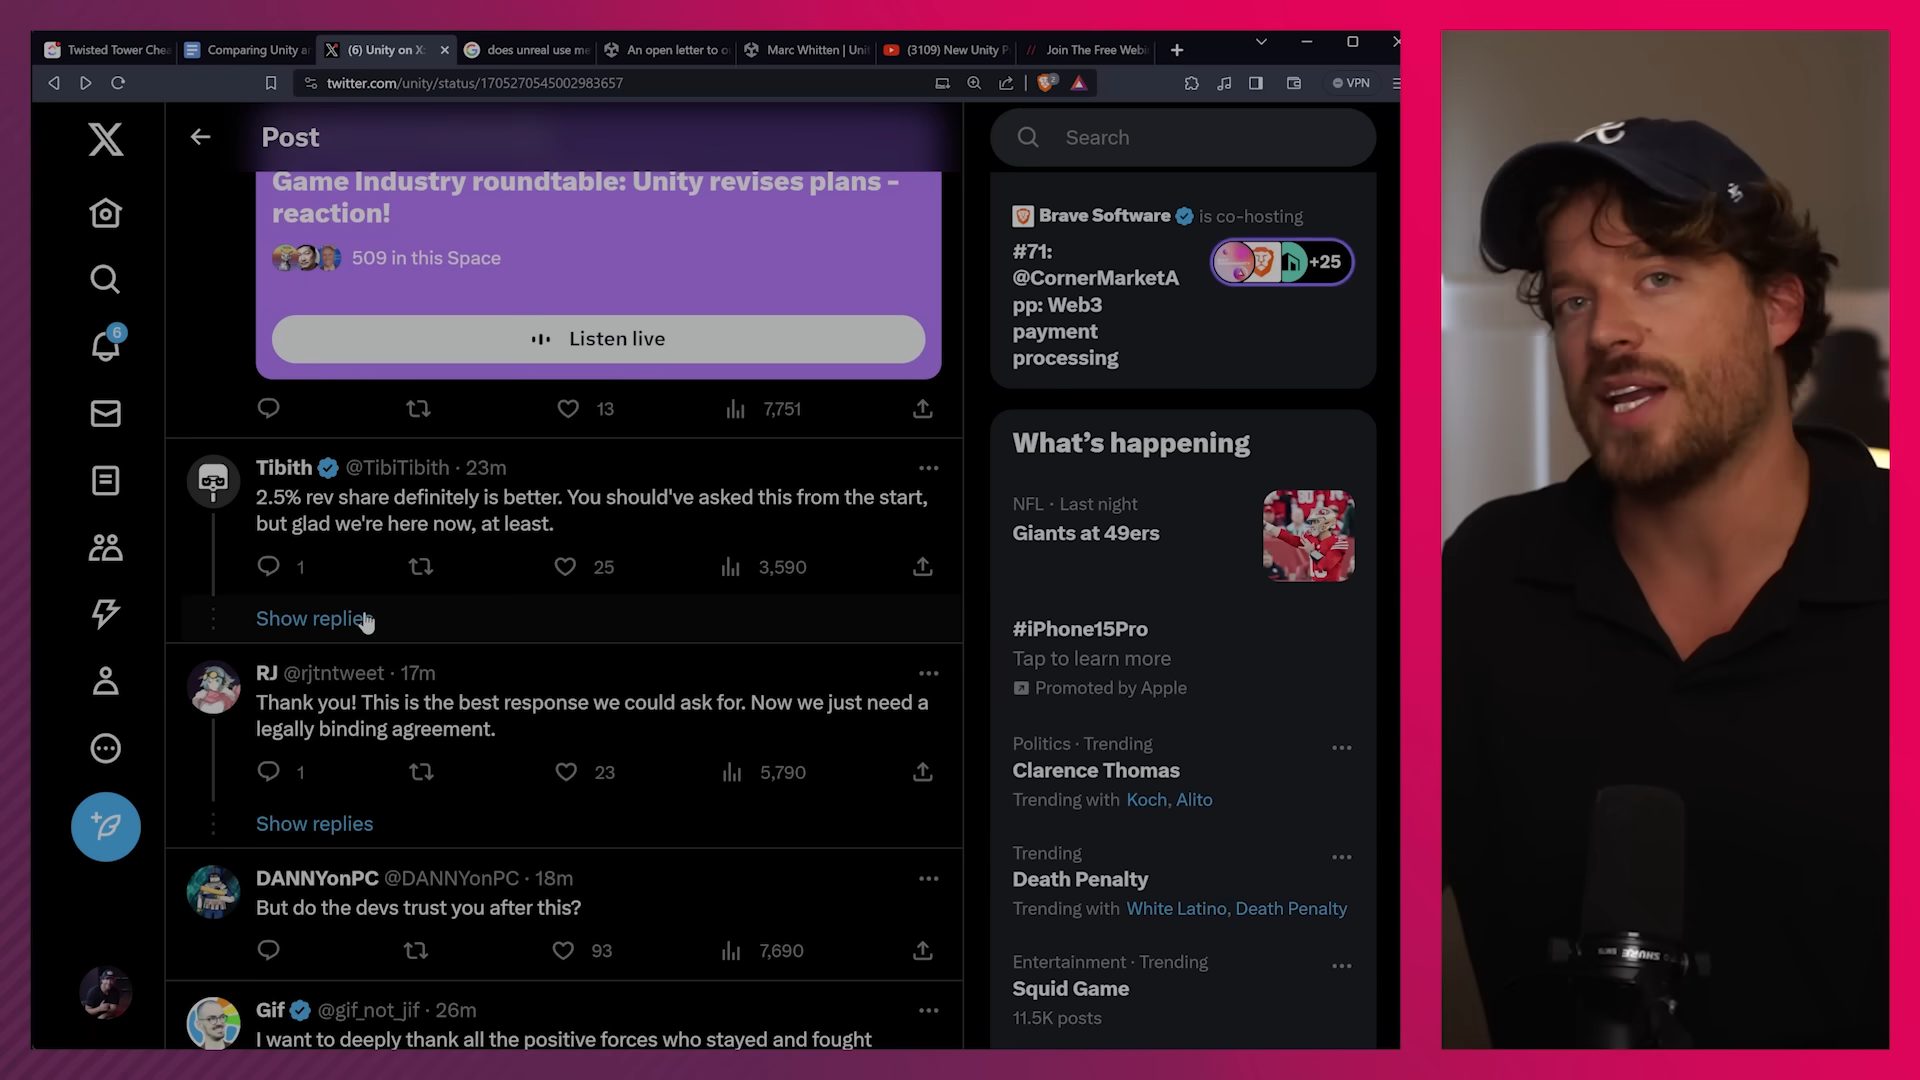 Twisted Tower Chea
Comparing Unity a
(6) Unity on X:
does unreal use me
An open letter to o
Marc Whitten | Unit
(3109) New Unity P
Join The Free Webi
twitter.com/unity/status/1705270545002983657
2
VPN
Post
Search
Game Industry roundtable: Unity revises plans -
reaction!
509 in this Space
Listen live
13
7,751
6
Tibith @TibiTibith · 23m
2.5% rev share definitely is better. You should've asked this from the start,
but glad we're here now, at least.
1
25
3,590
Show replies
RJ @rjtntweet · 17m
Thank you! This is the best response we could ask for. Now we just need a
legally binding agreement.
1
23
5,790
Show replies
DANNYonPC @DANNYonPC · 18m
But do the devs trust you after this?
93
7,690
Gif @gif_not_jif · 26m
I want to deeply thank all the positive forces who stayed and fought
Brave Software is co-hosting
#71:
@CornerMarketA
pp: Web3
payment
processing
+25
What's happening
NFL · Last night
Giants at 49ers
#iPhone15Pro
Tap to learn more
Promoted by Apple
Politics · Trending
Clarence Thomas
Trending with Koch, Alito
Trending
Death Penalty
Trending with White Latino, Death Penalty
Entertainment · Trending
Squid Game
11.5K posts
SHURE